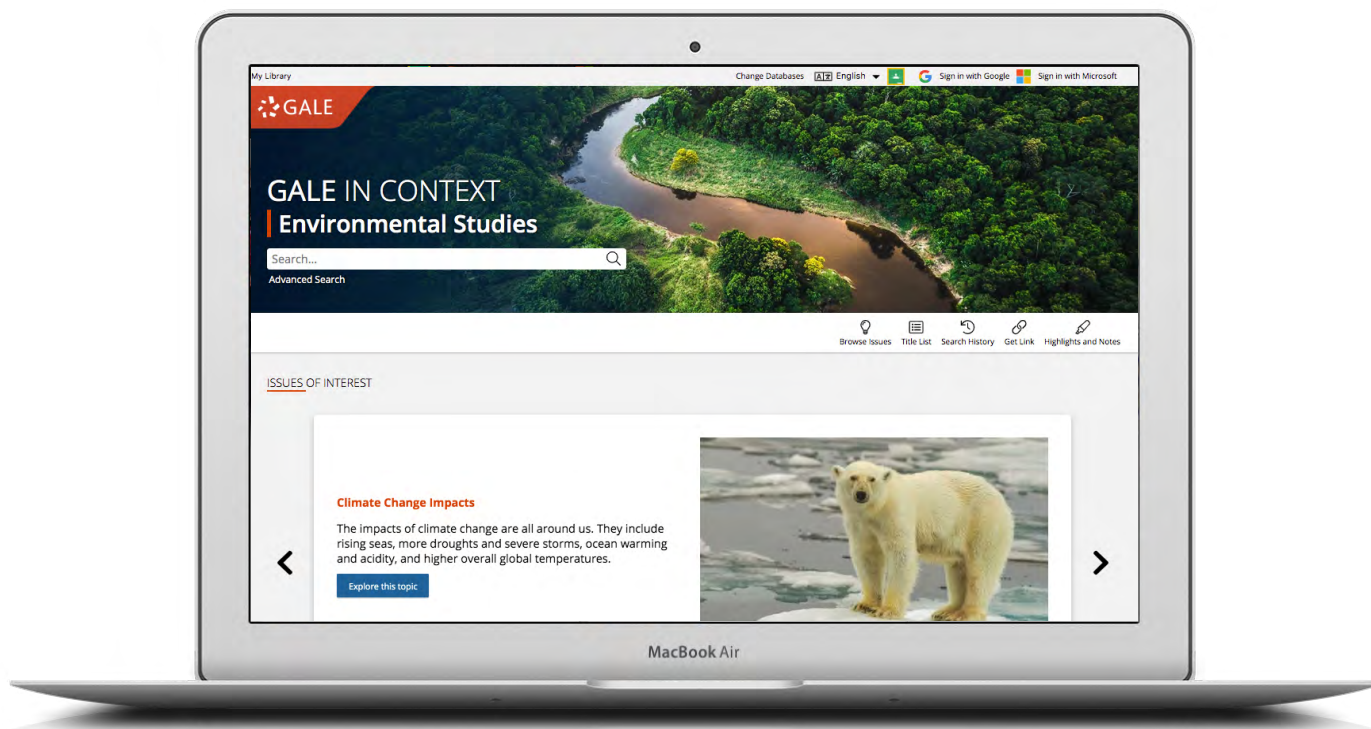 My Library
Change Databases English Sign in with Google Sign in with Microsoft
GALE
GALE IN CONTEXT
Environmental Studies
Search...
Advanced Search
Browse Issues Title List Search History Get Link Highlights and Notes
ISSUES OF INTEREST
Climate Change Impacts
The impacts of climate change are all around us. They include
rising seas, more droughts and severe storms, ocean warming
and acidity, and higher overall global temperatures.
Explore this topic
MacBook Air